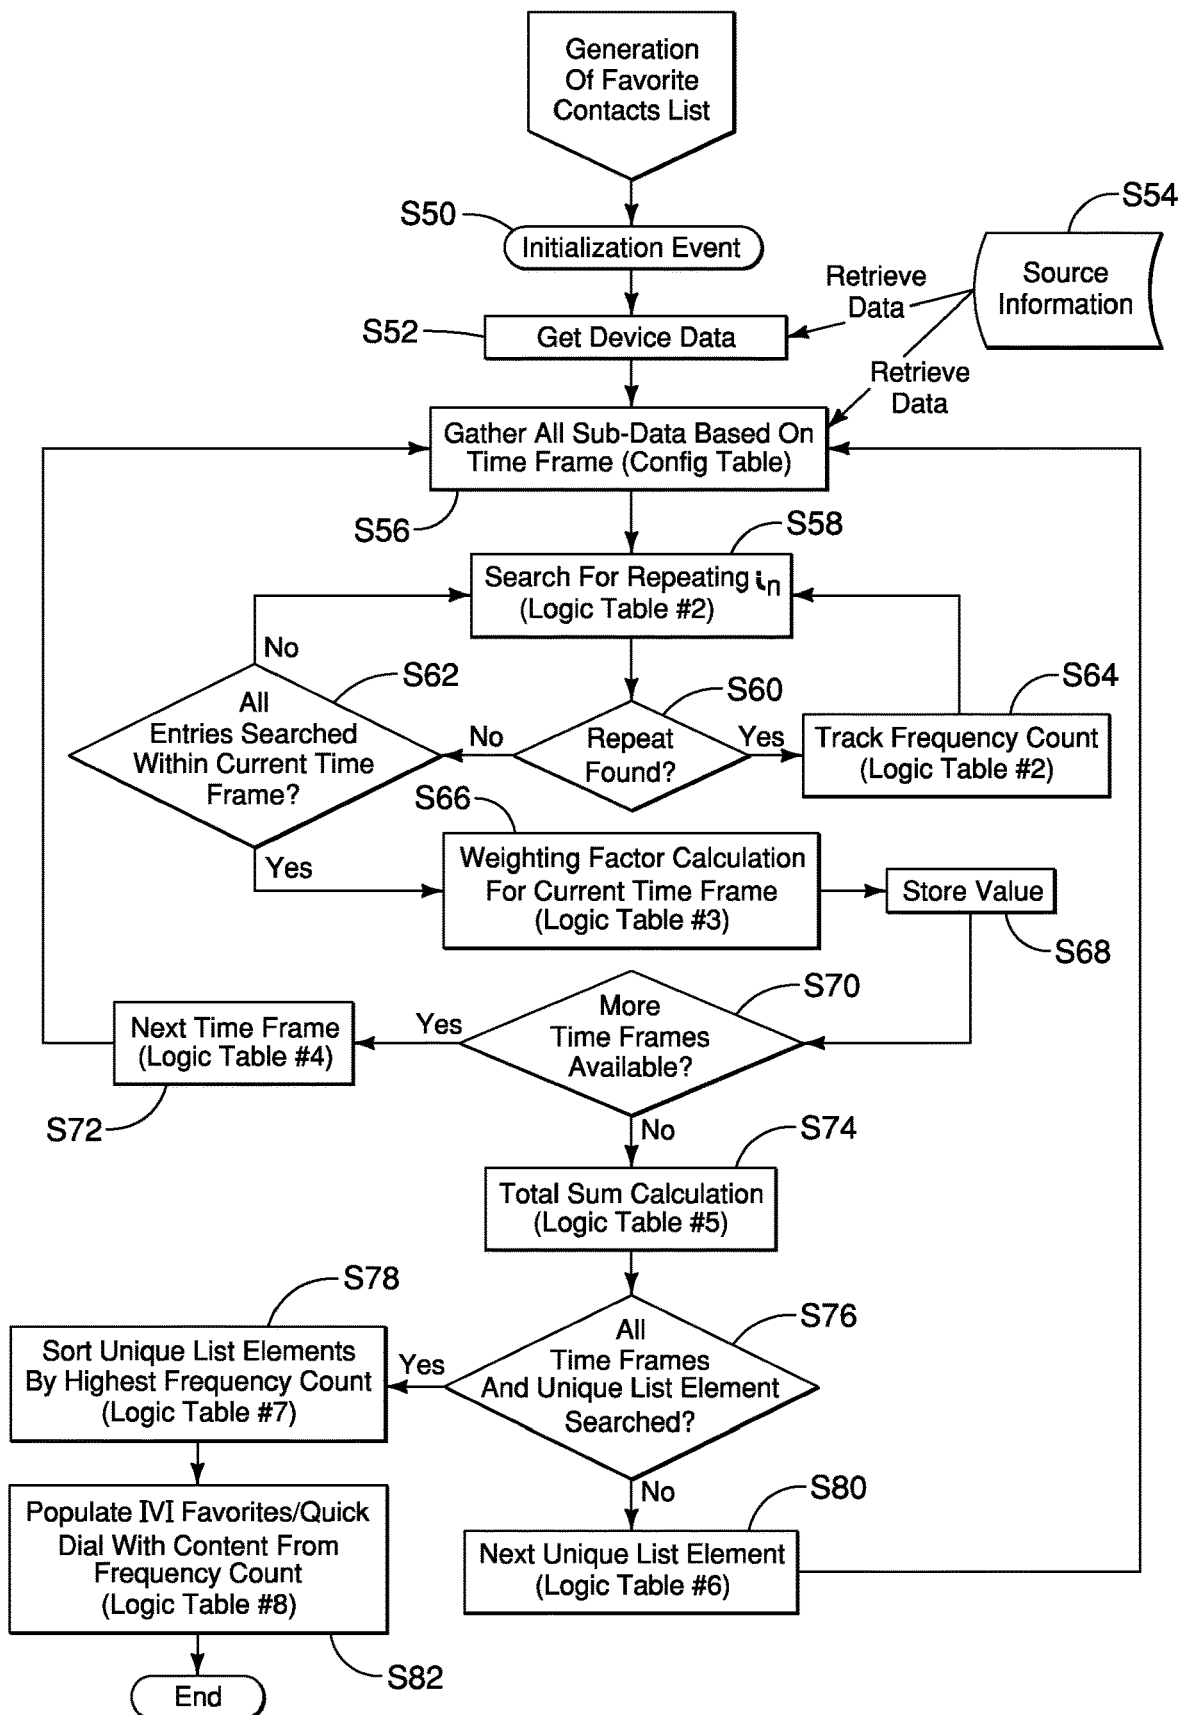 Generation
Of Favorite
Contacts List
S50
Initialization Event
S54
Source
Information
Retrieve
Data
S52
Get Device Data
Retrieve
Data
Gather All Sub-Data Based On
Time Frame (Config Table)
S56
S58
Search For Repeating in
(Logic Table #2)
No
S62
All
Entries Searched
Within Current Time
Frame?
No
S60
Repeat
Found?
Yes
S64
Track Frequency Count
(Logic Table #2)
S66
Yes
Weighting Factor Calculation
For Current Time Frame
(Logic Table #3)
Store Value
S68
S70
More
Time Frames
Available?
Yes
Next Time Frame
(Logic Table #4)
S72
No
S74
Total Sum Calculation
(Logic Table #5)
S76
All
Time Frames
And Unique List Element
Searched?
Yes
S78
Sort Unique List Elements
By Highest Frequency Count
(Logic Table #7)
No
S80
Next Unique List Element
(Logic Table #6)
Populate IVI Favorites/Quick
Dial With Content From
Frequency Count
(Logic Table #8)
S82
End